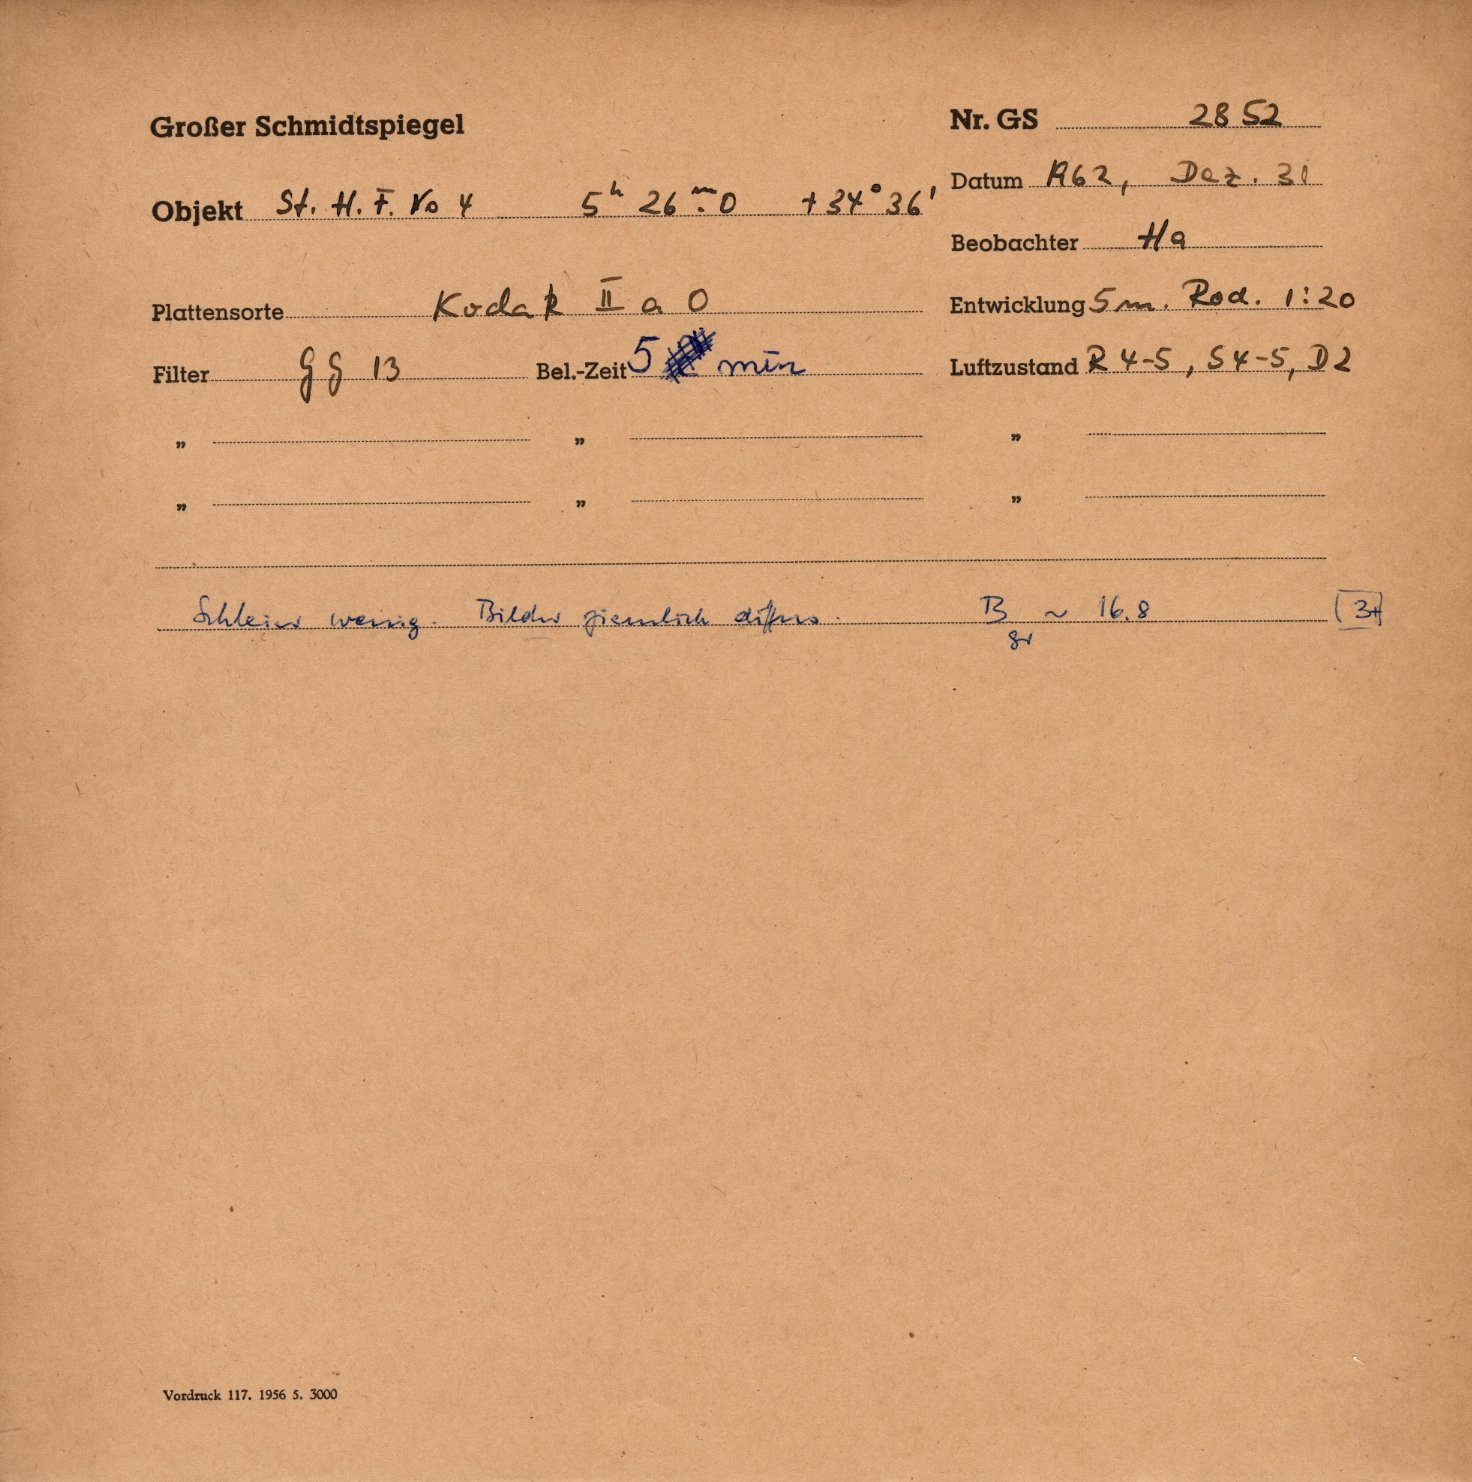 Großer Schmidtspiegel
Nr. GS 2852
Datum 1962, Dez. 31
Objekt St. H. F. No 4 5ʰ 26ᵐ.0 +34°36'
Beobachter Ha
Plattensorte Kodak II a O
Entwicklung 5 m. Rod. 1:20
Filter GG 13 Bel.-Zeit 5 min
Luftzustand R 4-5, S 4-5, D 2
„ „ „
„ „ „
Schleier wenig. Bilder ziemlich diffus. B gr ~ 16.8 3+
Vordruck 117. 1956 5. 3000